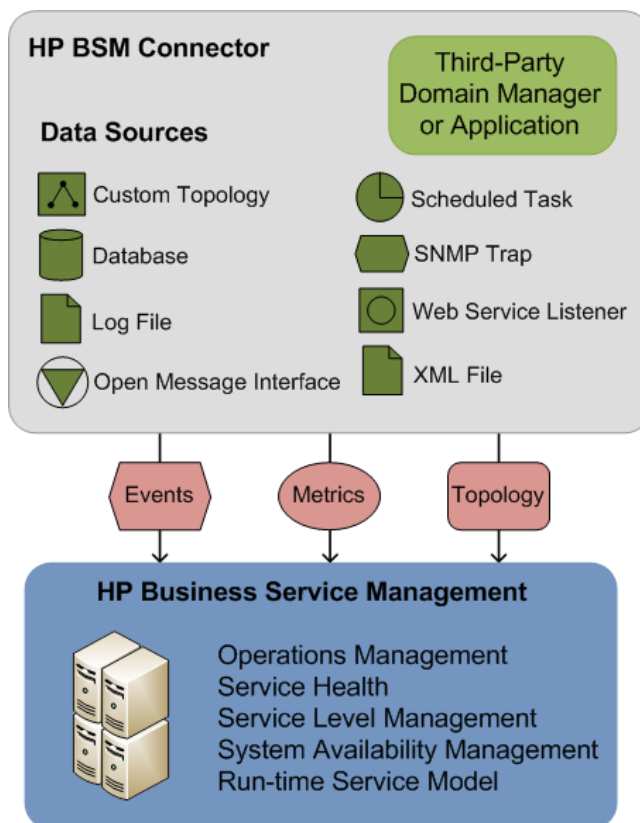 HP BSM Connector
Third-Party
Domain Manager
or Application
Data Sources
Custom Topology
Database
Log File
Open Message Interface
Scheduled Task
SNMP Trap
Web Service Listener
XML File
Events
Metrics
Topology
HP Business Service Management
Operations Management
Service Health
Service Level Management
System Availability Management
Run-time Service Model